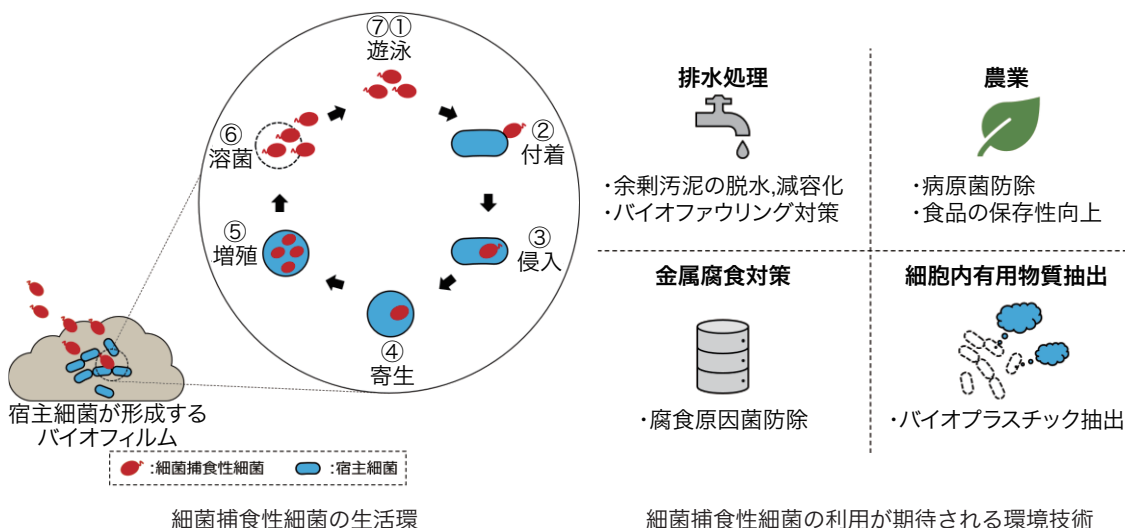 ⑦①
遊泳
②
付着
③
侵入
④
寄生
⑤
増殖
⑥
溶菌
宿主細菌が形成する
バイオフィルム
:細菌捕食性細菌 :宿主細菌
細菌捕食性細菌の生活環
排水処理
・余剰汚泥の脱水,減容化
・バイオファウリング対策
農業
・病原菌防除
・食品の保存性向上
金属腐食対策
・腐食原因菌防除
細胞内有用物質抽出
・バイオプラスチック抽出
細菌捕食性細菌の利用が期待される環境技術